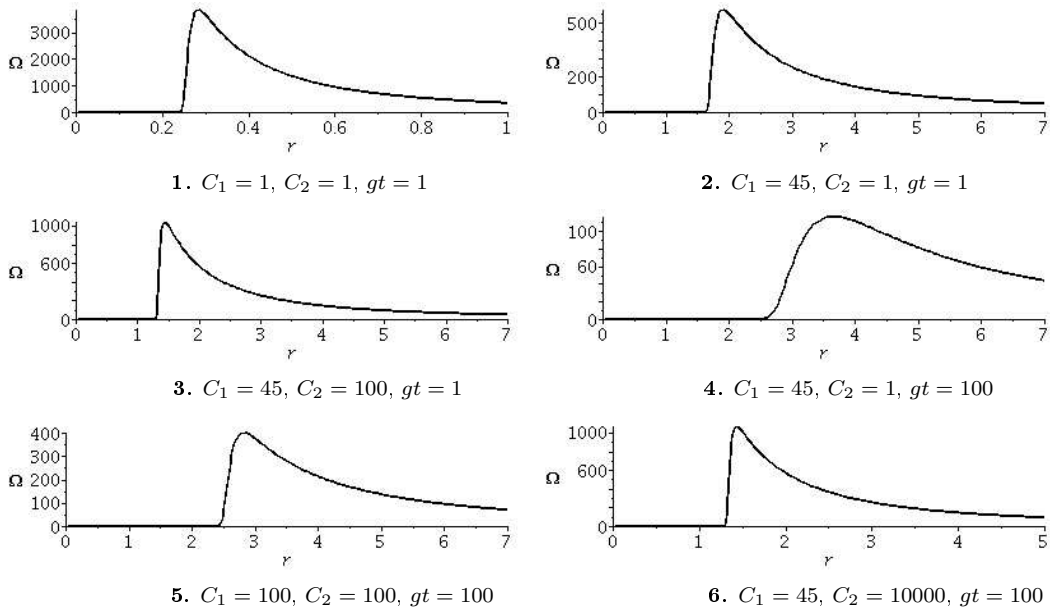 3000
2000
1000
0
Ω
0 0.2 0.4 0.6 0.8 1
r
1. C₁ = 1, C₂ = 1, gt = 1
500
200
0
Ω
0 1 2 3 4 5 6 7
r
2. C₁ = 45, C₂ = 1, gt = 1
1000
600
0
Ω
0 1 2 3 4 5 6 7
r
3. C₁ = 45, C₂ = 100, gt = 1
100
60
0
Ω
0 1 2 3 4 5 6 7
r
4. C₁ = 45, C₂ = 1, gt = 100
400
300
200
100
0
Ω
0 1 2 3 4 5 6 7
r
5. C₁ = 100, C₂ = 100, gt = 100
1000
600
0
Ω
0 1 2 3 4 5
r
6. C₁ = 45, C₂ = 10000, gt = 100